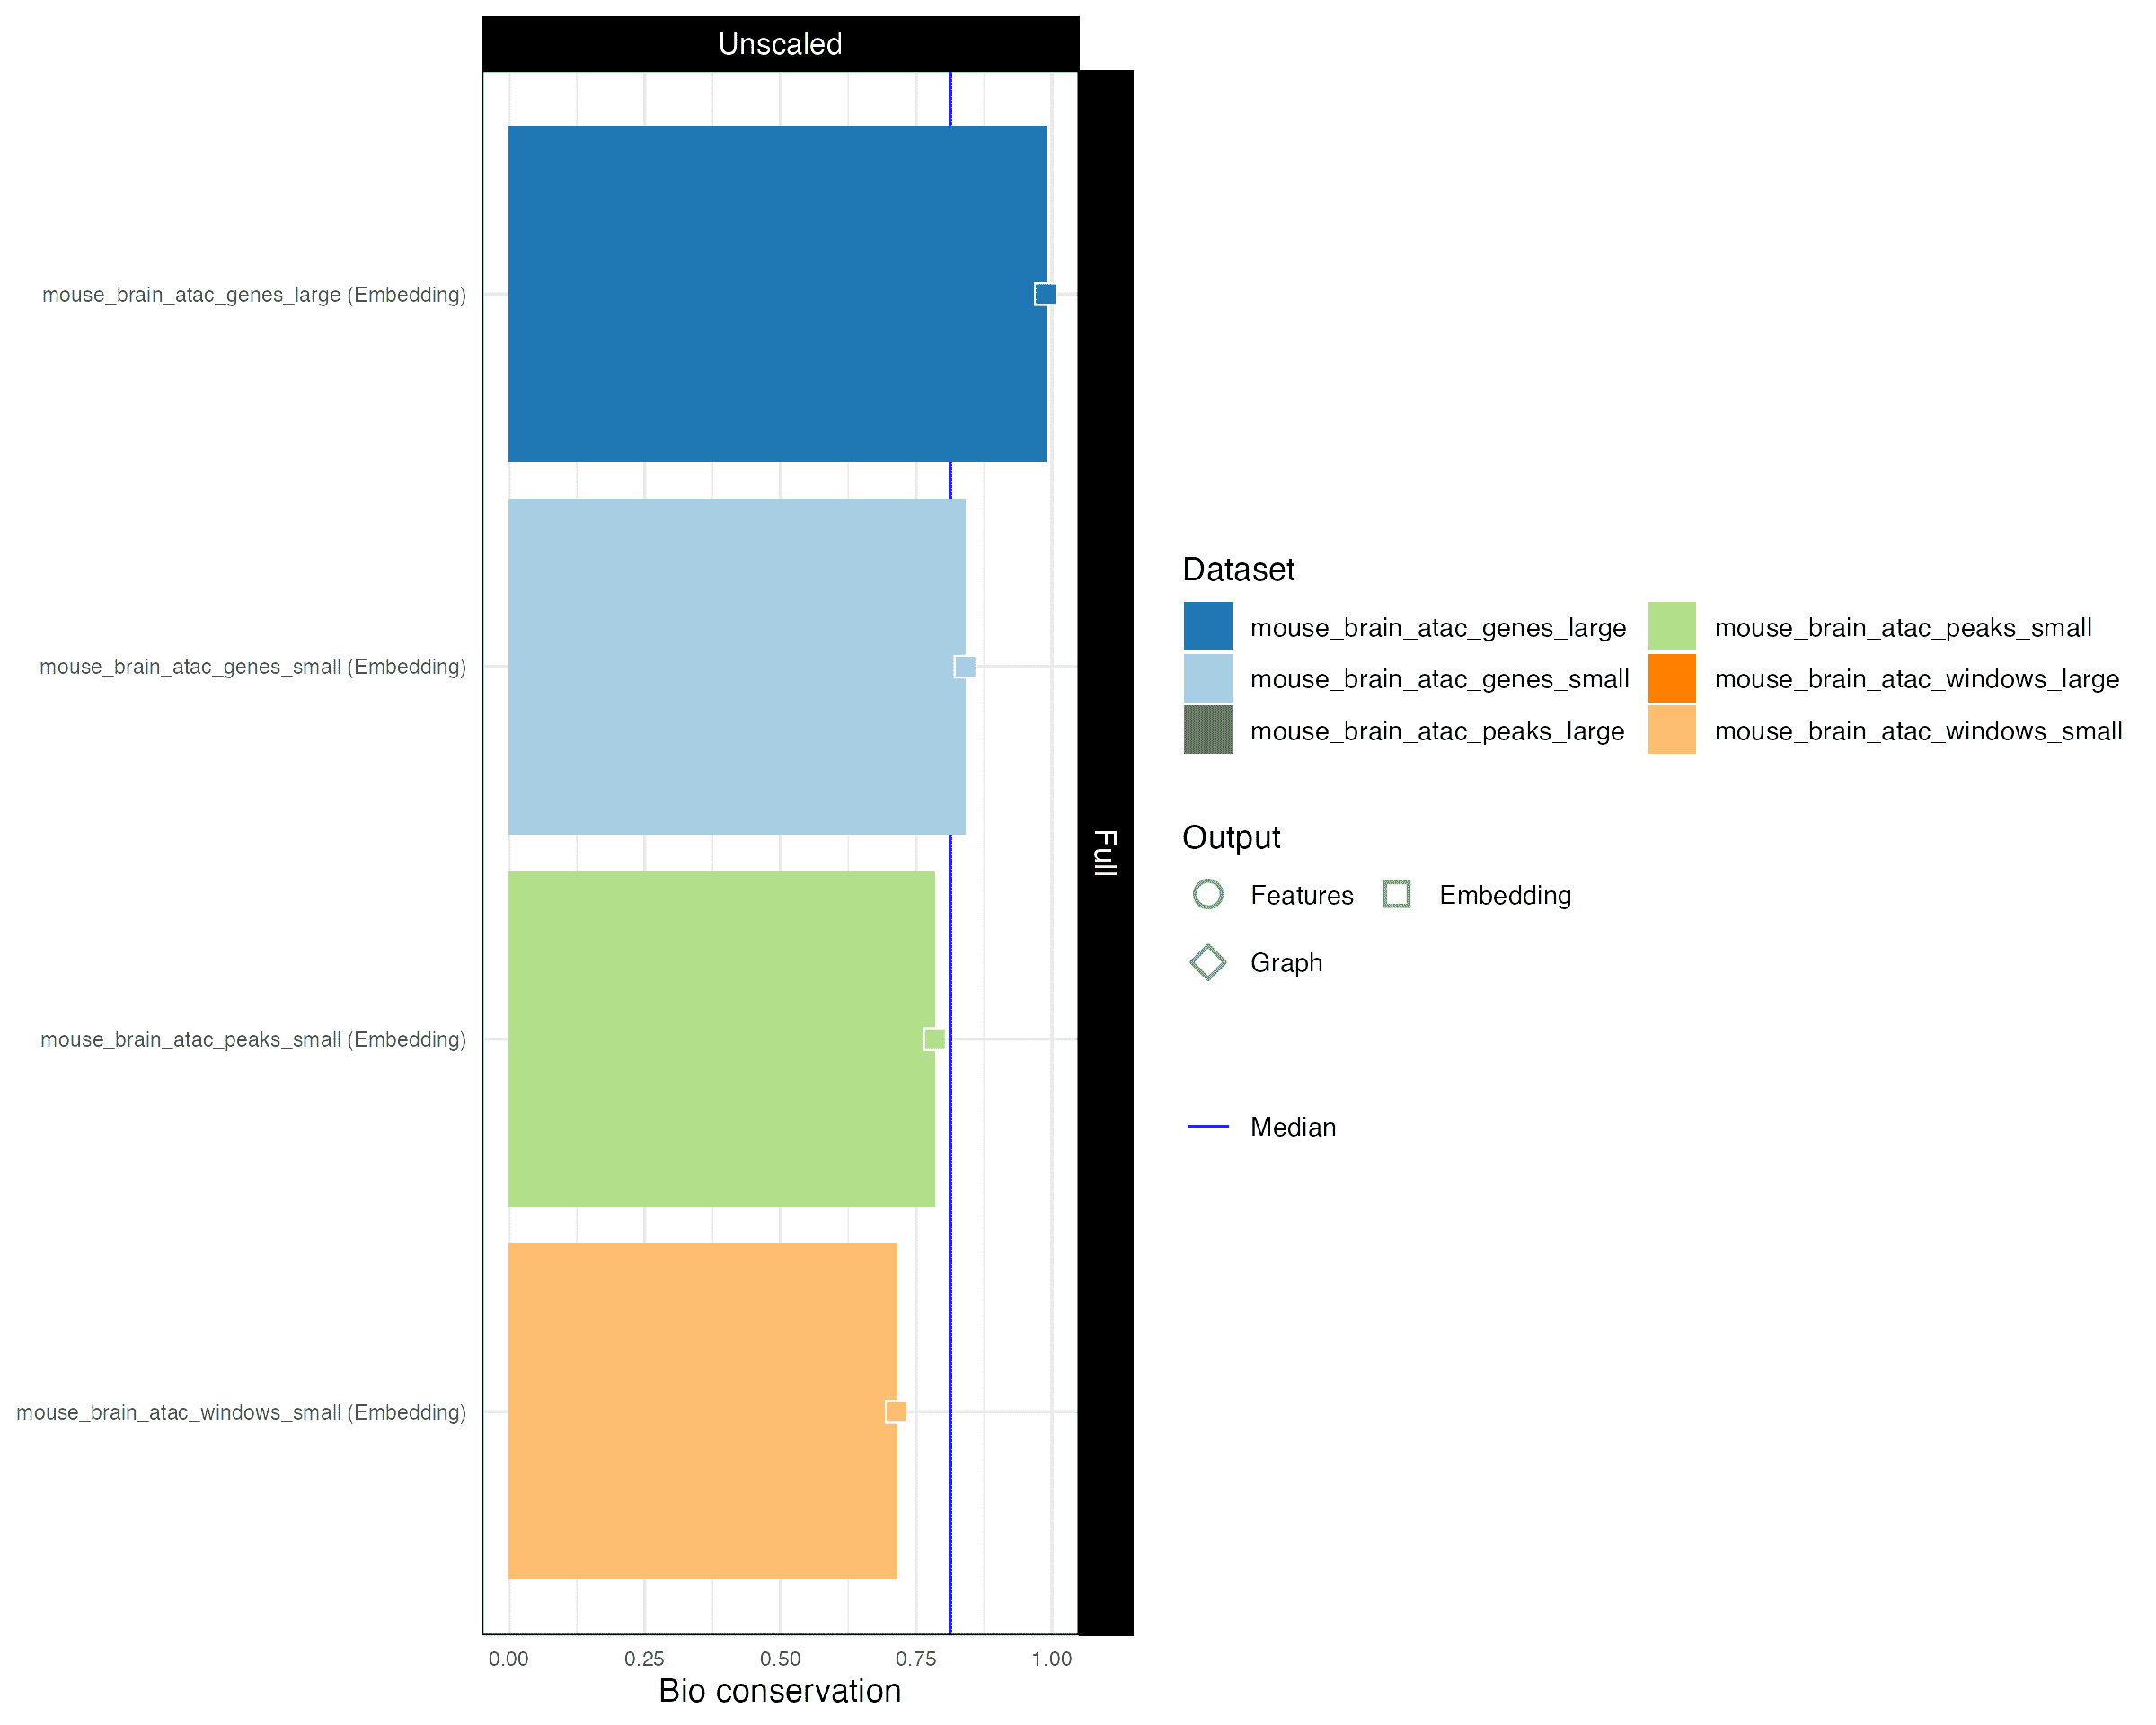 Unscaled
Full
mouse_brain_atac_genes_large (Embedding)
mouse_brain_atac_genes_small (Embedding)
mouse_brain_atac_peaks_small (Embedding)
mouse_brain_atac_windows_small (Embedding)
0.00 0.25 0.50 0.75 1.00
Bio conservation
Dataset
mouse_brain_atac_genes_large mouse_brain_atac_peaks_small
mouse_brain_atac_genes_small mouse_brain_atac_windows_large
mouse_brain_atac_peaks_large mouse_brain_atac_windows_small
Output
Features Embedding
Graph
Median